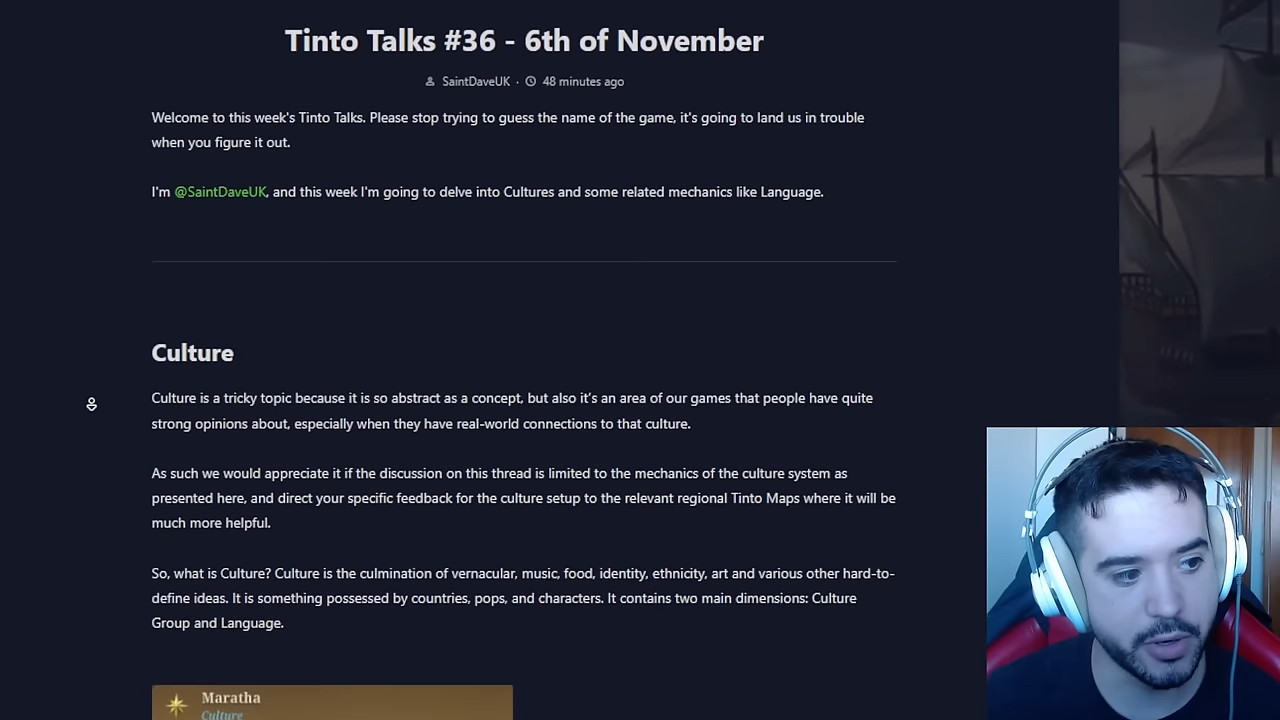 Tinto Talks #36 - 6th of November
SaintDaveUK · 48 minutes ago
Welcome to this week's Tinto Talks. Please stop trying to guess the name of the game, it's going to land us in trouble
when you figure it out.
I'm @SaintDaveUK, and this week I'm going to delve into Cultures and some related mechanics like Language.
Culture
Culture is a tricky topic because it is so abstract as a concept, but also it's an area of our games that people have quite
strong opinions about, especially when they have real-world connections to that culture.
As such we would appreciate it if the discussion on this thread is limited to the mechanics of the culture system as
presented here, and direct your specific feedback for the culture setup to the relevant regional Tinto Maps where it will be
much more helpful.
So, what is Culture? Culture is the culmination of vernacular, music, food, identity, ethnicity, art and various other hard-to-
define ideas. It is something possessed by countries, pops, and characters. It contains two main dimensions: Culture
Group and Language.
Maratha
Culture